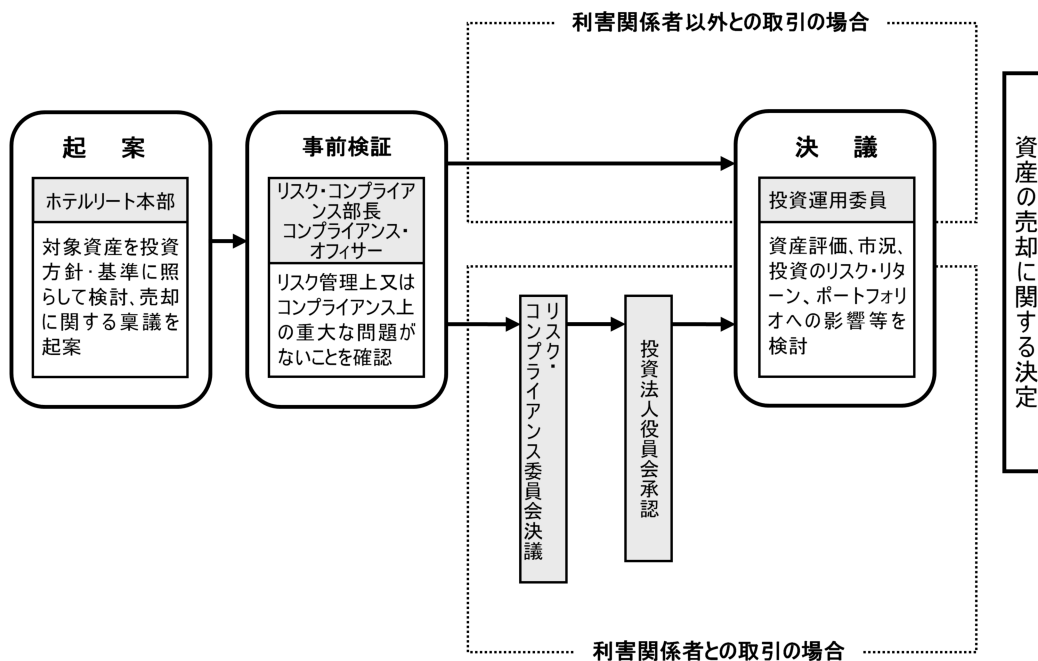 利害関係者以外との取引の場合
起　案
ホテルリート本部
対象資産を投資
方針・基準に照
らして検討、売却
に関する稟議を
起案
事前検証
リスク・コンプライア
ンス部長
コンプライアンス・
オフィサー
リスク管理上又は
コンプライアンス上
の重大な問題が
ないことを確認
リスク・
コンプライアンス委員会決議
投資法人役員会承認
決　議
投資運用委員
資産評価、市況、
投資のリスク・リタ
ーン、ポートフォリ
オへの影響等を
検討
資産の売却に関する決定
利害関係者との取引の場合